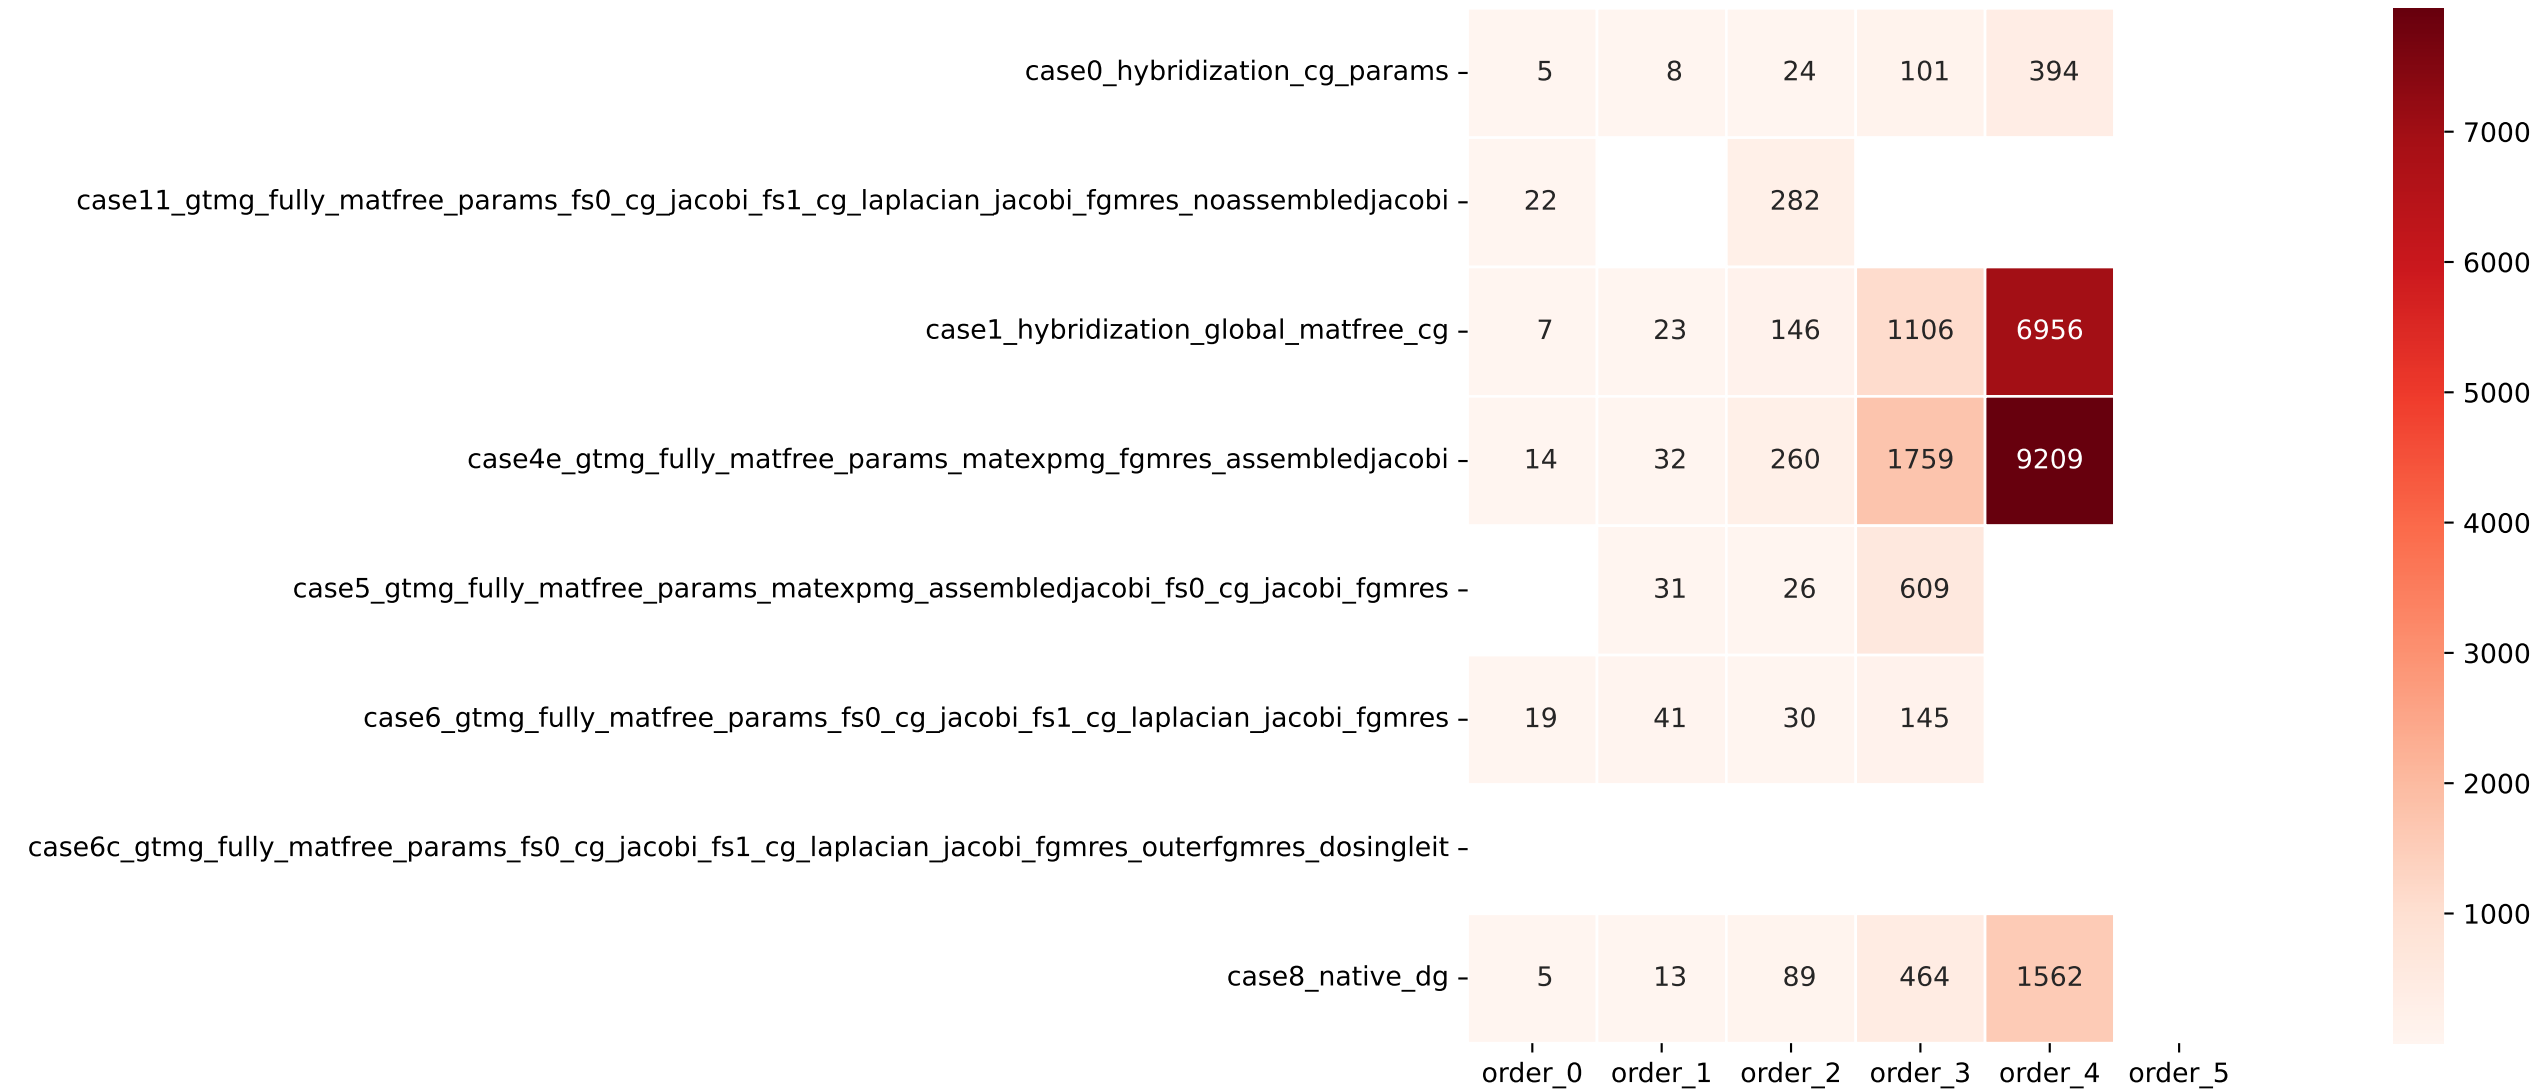 case0_hybridization_cg_params 5 8 24 101 394
case11_gtmg_fully_matfree_params_fs0_cg_jacobi_fs1_cg_laplacian_jacobi_fgmres_noassembledjacobi 22 282
case1_hybridization_global_matfree_cg 7 23 146 1106 6956
case4e_gtmg_fully_matfree_params_matexpmg_fgmres_assembledjacobi 14 32 260 1759 9209
case5_gtmg_fully_matfree_params_matexpmg_assembledjacobi_fs0_cg_jacobi_fgmres 31 26 609
case6_gtmg_fully_matfree_params_fs0_cg_jacobi_fs1_cg_laplacian_jacobi_fgmres 19 41 30 145
case6c_gtmg_fully_matfree_params_fs0_cg_jacobi_fs1_cg_laplacian_jacobi_fgmres_outerfgmres_dosingleit
case8_native_dg 5 13 89 464 1562
order_0 order_1 order_2 order_3 order_4 order_5
7000
6000
5000
4000
3000
2000
1000